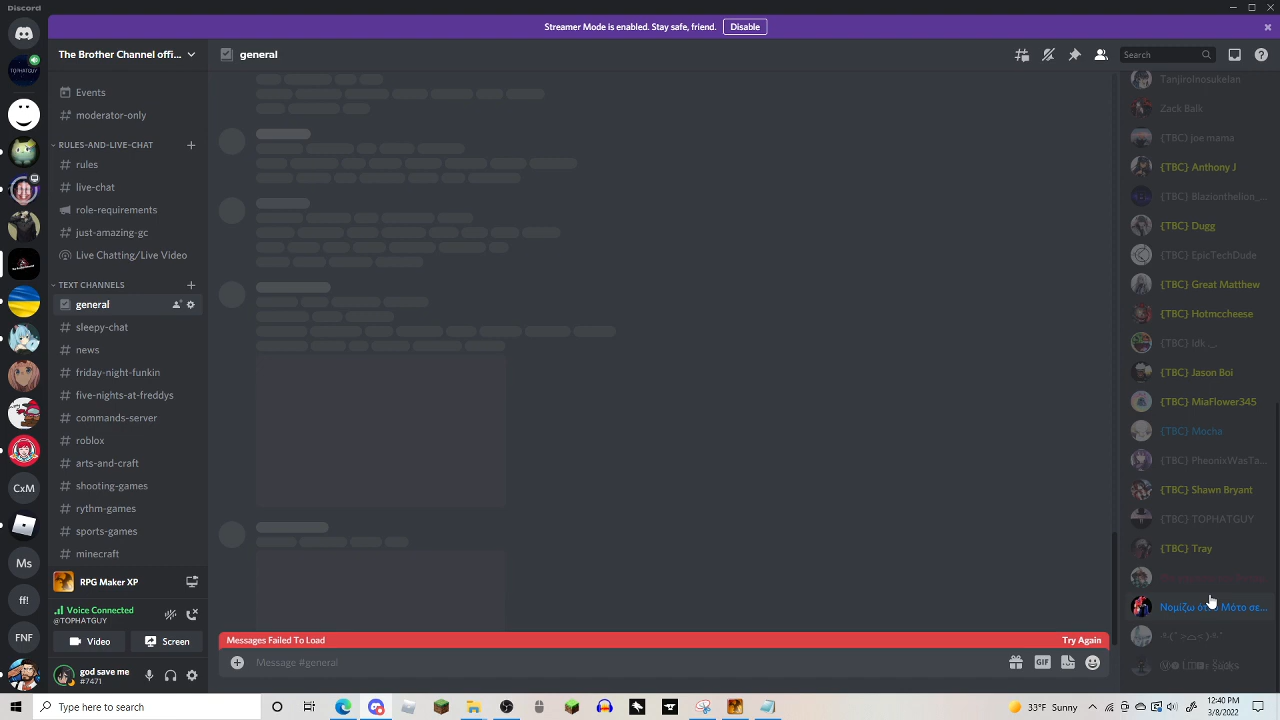 Discord
Streamer Mode is enabled. Stay safe, friend. Disable
The Brother Channel offi...
general
Search
Events
moderator-only
RULES-AND-LIVE-CHAT
rules
live-chat
role-requirements
just-amazing-gc
Live Chatting/Live Video
TEXT CHANNELS
general
sleepy-chat
news
friday-night-funkin
five-nights-at-freddys
commands-server
roblox
arts-and-craft
shooting-games
rythm-games
sports-games
minecraft
TOPHATGUY
CxM
Ms
ff!
FNF
RPG Maker XP
Voice Connected
@TOPHATGUY
Video
Screen
god save me
#7471
Messages Failed To Load
Try Again
Message #general
GIF
TanjiroInosukelan
Zack Balk
{TBC} joe mama
{TBC} Anthony J
{TBC} Blazionthelion_...
{TBC} Dugg
{TBC} EpicTechDude
{TBC} Great Matthew
{TBC} Hotmccheese
{TBC} Idk
{TBC} Jason Boi
{TBC} MiaFlower345
{TBC} Mocha
{TBC} PheonixWasTa...
{TBC} Shawn Bryant
{TBC} TOPHATGUY
{TBC} Tray
Νομίζω Μότο σε...
Type here to search
33°F Sunny
12:40 PM
3/8/2022